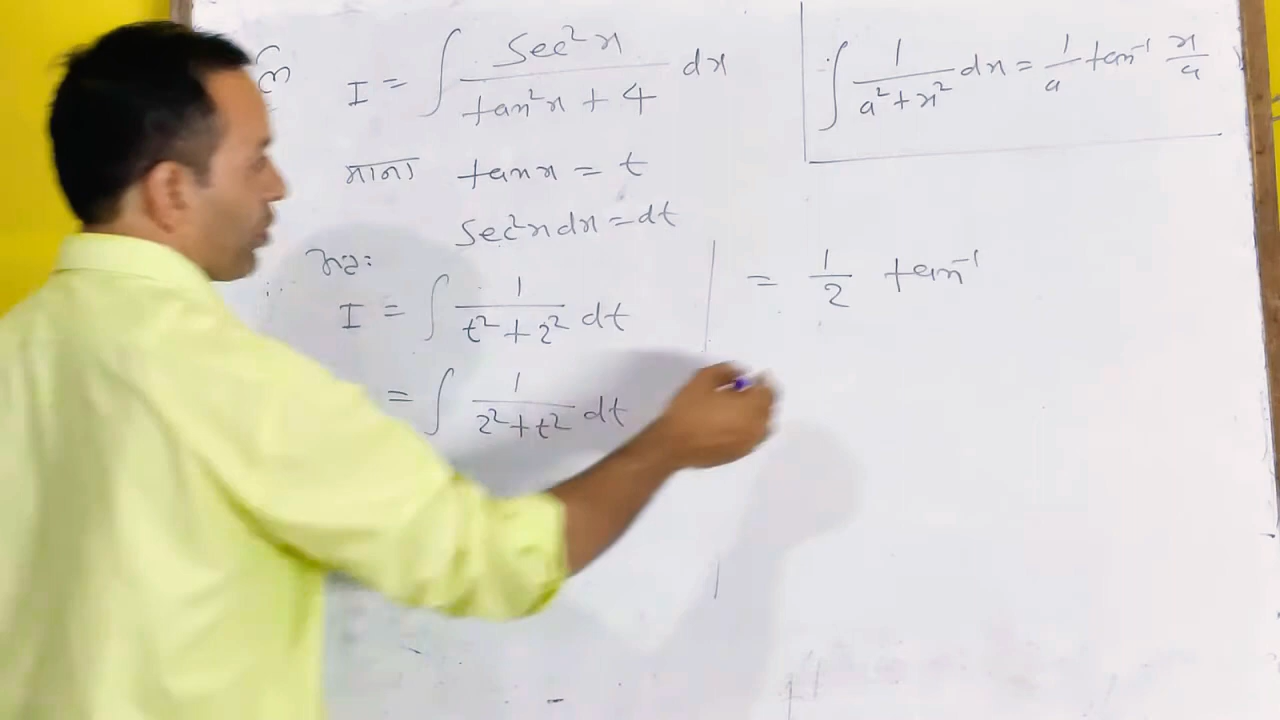 I = ∫ sec²x / (tan²x + 4) dx
माना tanx = t
sec²x dx = dt
अतः
I = ∫ 1 / (t² + 2²) dt
= ∫ 1 / (2² + t²) dt
∫ 1 / (a² + x²) dx = 1/a tan⁻¹ x/a
= 1/2 tan⁻¹